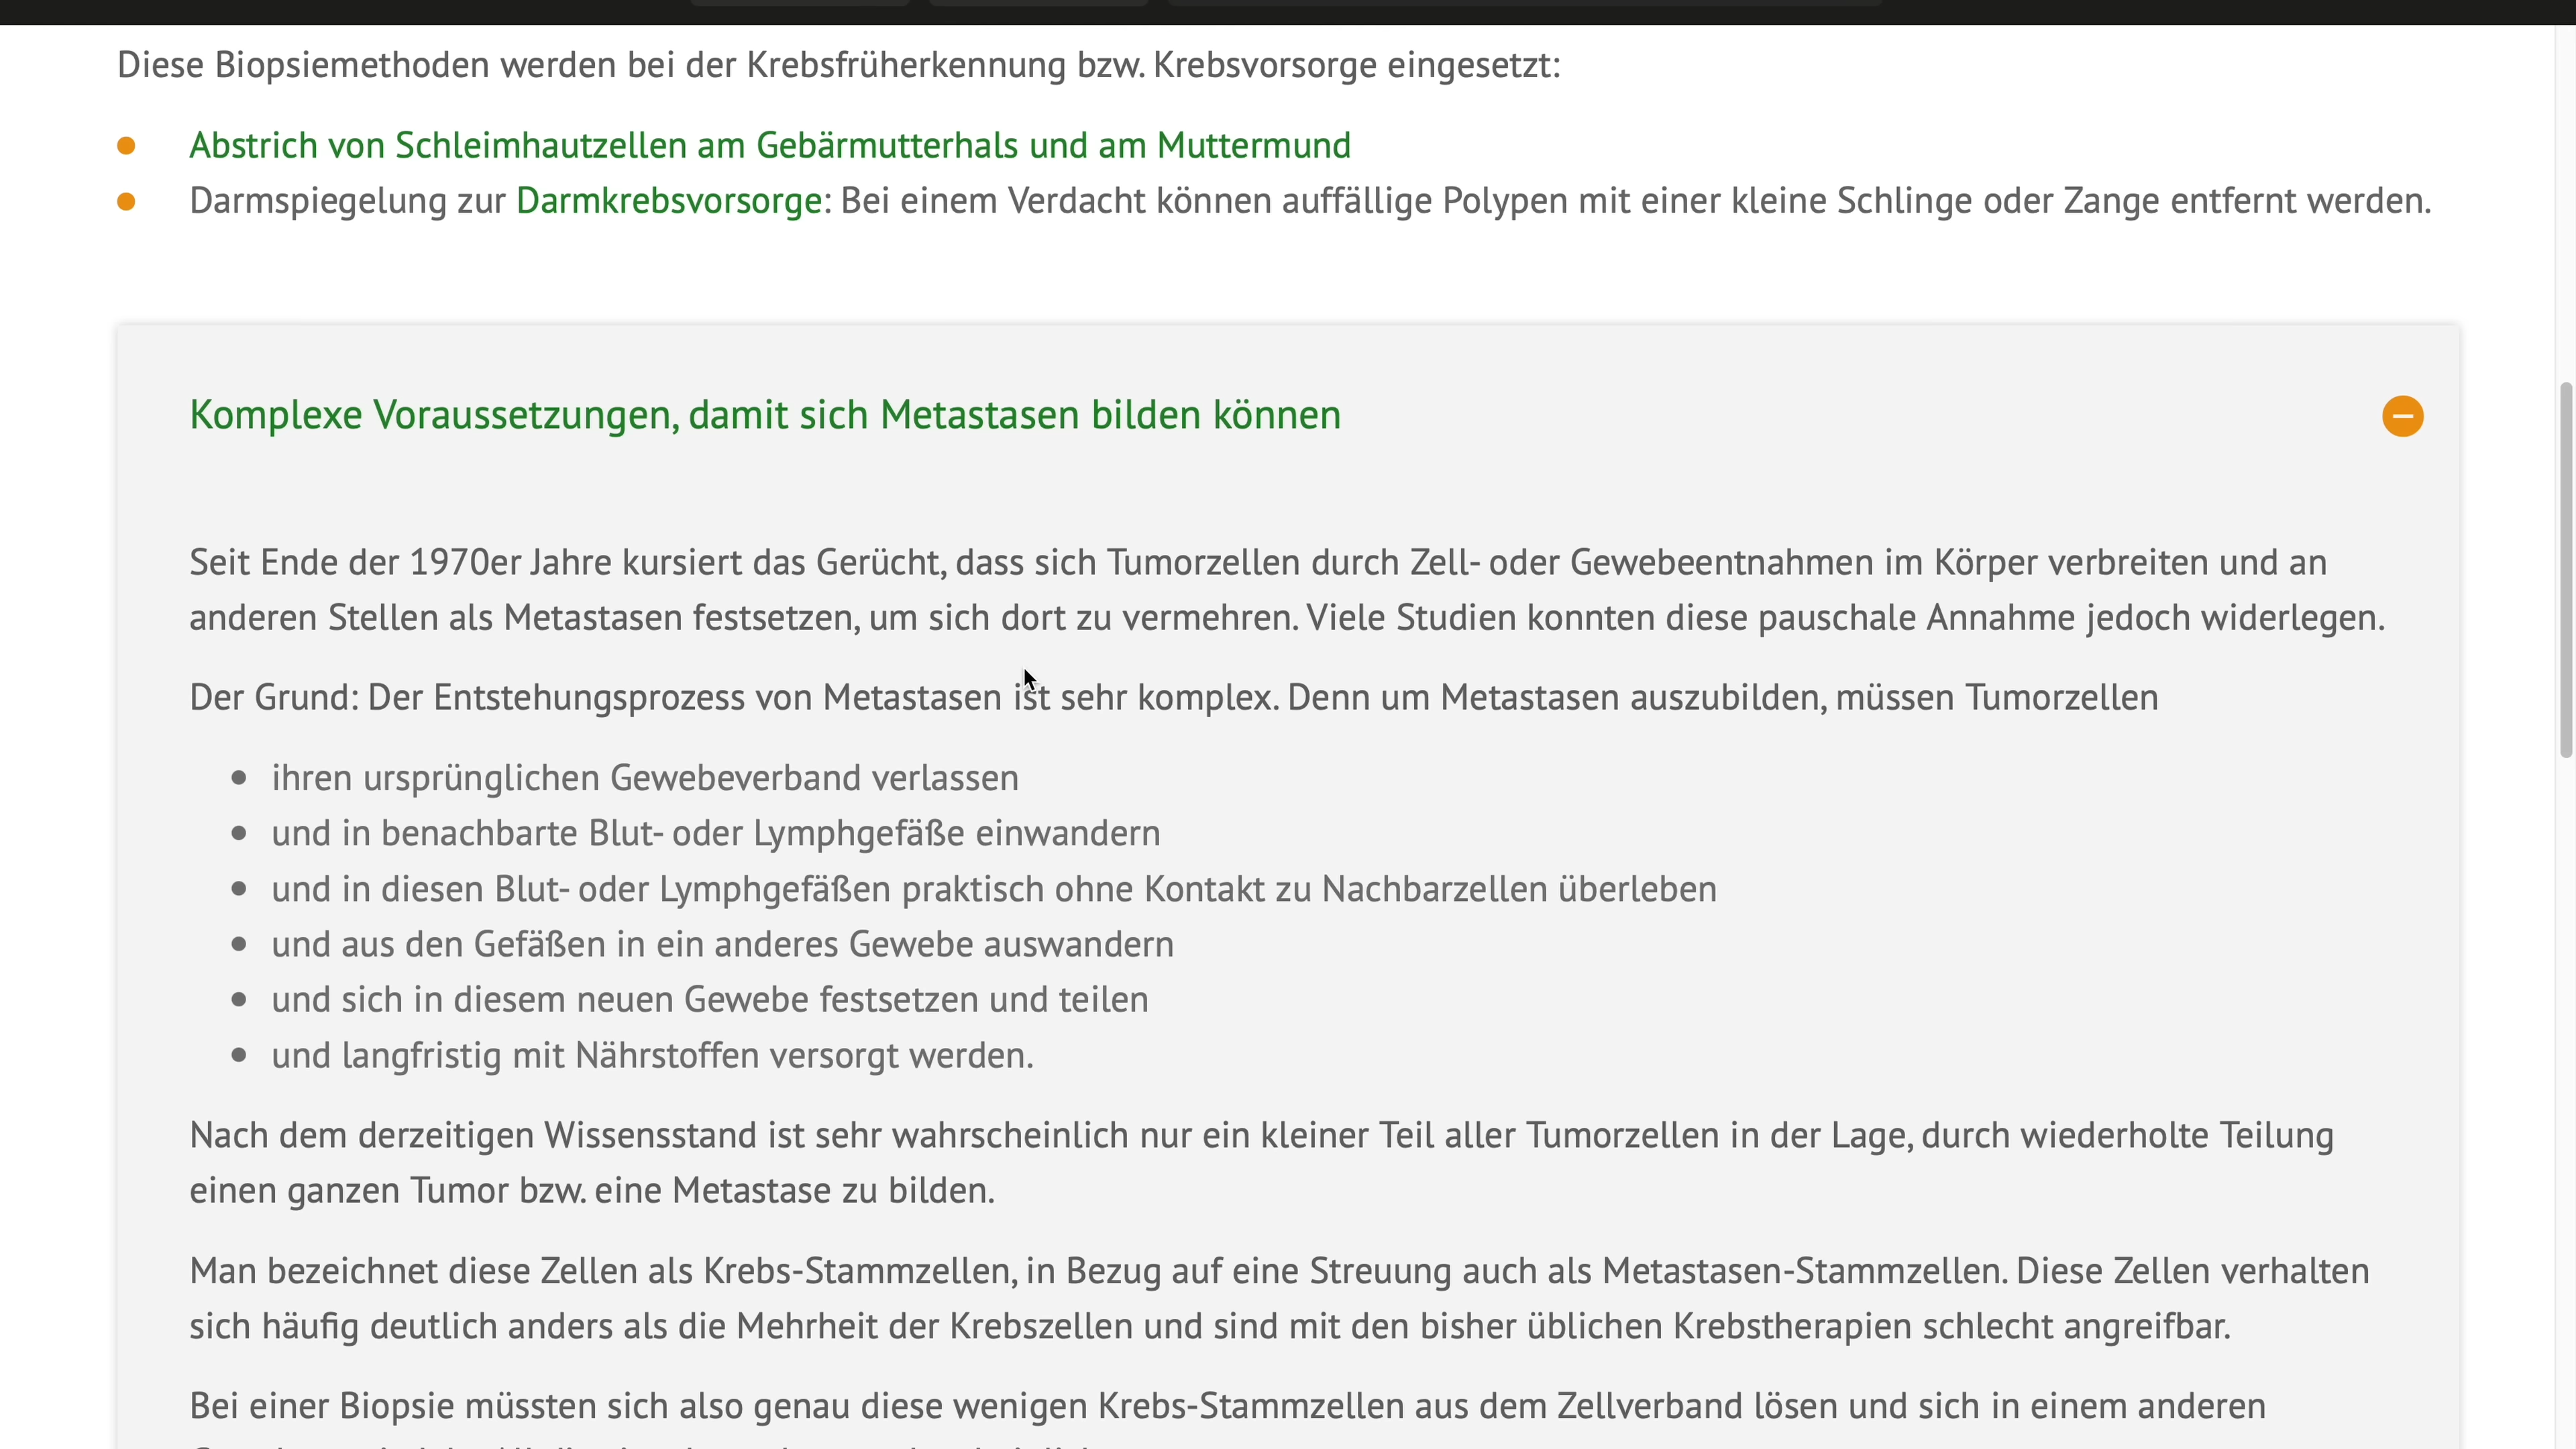 Diese Biopsiemethoden werden bei der Krebsfrüherkennung bzw. Krebsvorsorge eingesetzt:
Abstrich von Schleimhautzellen am Gebärmutterhals und am Muttermund
Darmspiegelung zur Darmkrebsvorsorge: Bei einem Verdacht können auffällige Polypen mit einer kleine Schlinge oder Zange entfernt werden.
Komplexe Voraussetzungen, damit sich Metastasen bilden können
Seit Ende der 1970er Jahre kursiert das Gerücht, dass sich Tumorzellen durch Zell- oder Gewebeentnahmen im Körper verbreiten und an
anderen Stellen als Metastasen festsetzen, um sich dort zu vermehren. Viele Studien konnten diese pauschale Annahme jedoch widerlegen.
Der Grund: Der Entstehungsprozess von Metastasen ist sehr komplex. Denn um Metastasen auszubilden, müssen Tumorzellen
ihren ursprünglichen Gewebeverband verlassen
und in benachbarte Blut- oder Lymphgefäße einwandern
und in diesen Blut- oder Lymphgefäßen praktisch ohne Kontakt zu Nachbarzellen überleben
und aus den Gefäßen in ein anderes Gewebe auswandern
und sich in diesem neuen Gewebe festsetzen und teilen
und langfristig mit Nährstoffen versorgt werden.
Nach dem derzeitigen Wissensstand ist sehr wahrscheinlich nur ein kleiner Teil aller Tumorzellen in der Lage, durch wiederholte Teilung
einen ganzen Tumor bzw. eine Metastase zu bilden.
Man bezeichnet diese Zellen als Krebs-Stammzellen, in Bezug auf eine Streuung auch als Metastasen-Stammzellen. Diese Zellen verhalten
sich häufig deutlich anders als die Mehrheit der Krebszellen und sind mit den bisher üblichen Krebstherapien schlecht angreifbar.
Bei einer Biopsie müssten sich also genau diese wenigen Krebs-Stammzellen aus dem Zellverband lösen und sich in einem anderen